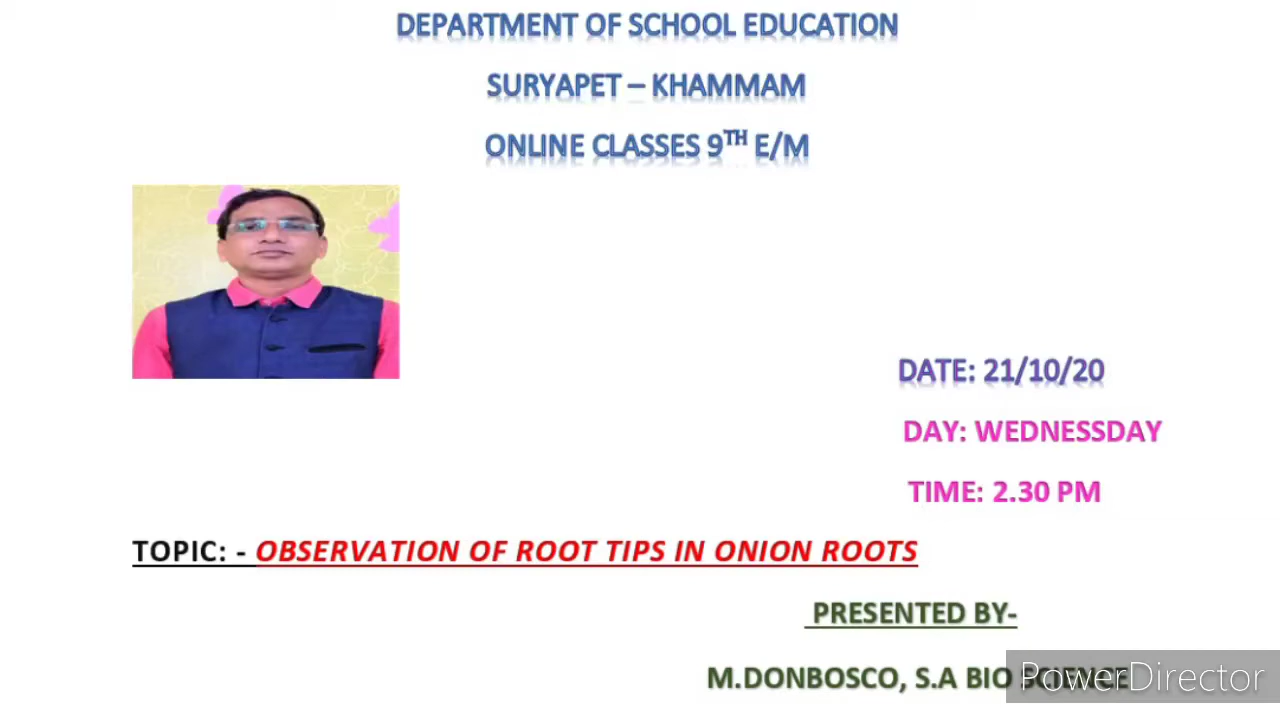 DEPARTMENT OF SCHOOL EDUCATION
SURYAPET – KHAMMAM
ONLINE CLASSES 9TH E/M
DATE: 21/10/20
DAY: WEDNESSDAY
TIME: 2.30 PM
TOPIC: - OBSERVATION OF ROOT TIPS IN ONION ROOTS
PRESENTED BY-
M.DONBOSCO, S.A BIO SCIENCE
PowerDirector